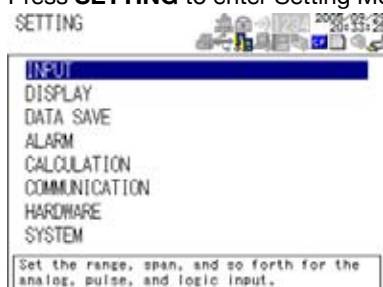 Press SETTING to enter Setting Mo
SETTING
INPUT
DISPLAY
DATA SAVE
ALARM
CALCULATION
COMMUNICATION
HARDWARE
SYSTEM
Set the range, span, and so forth for the
analog, pulse, and logic input.